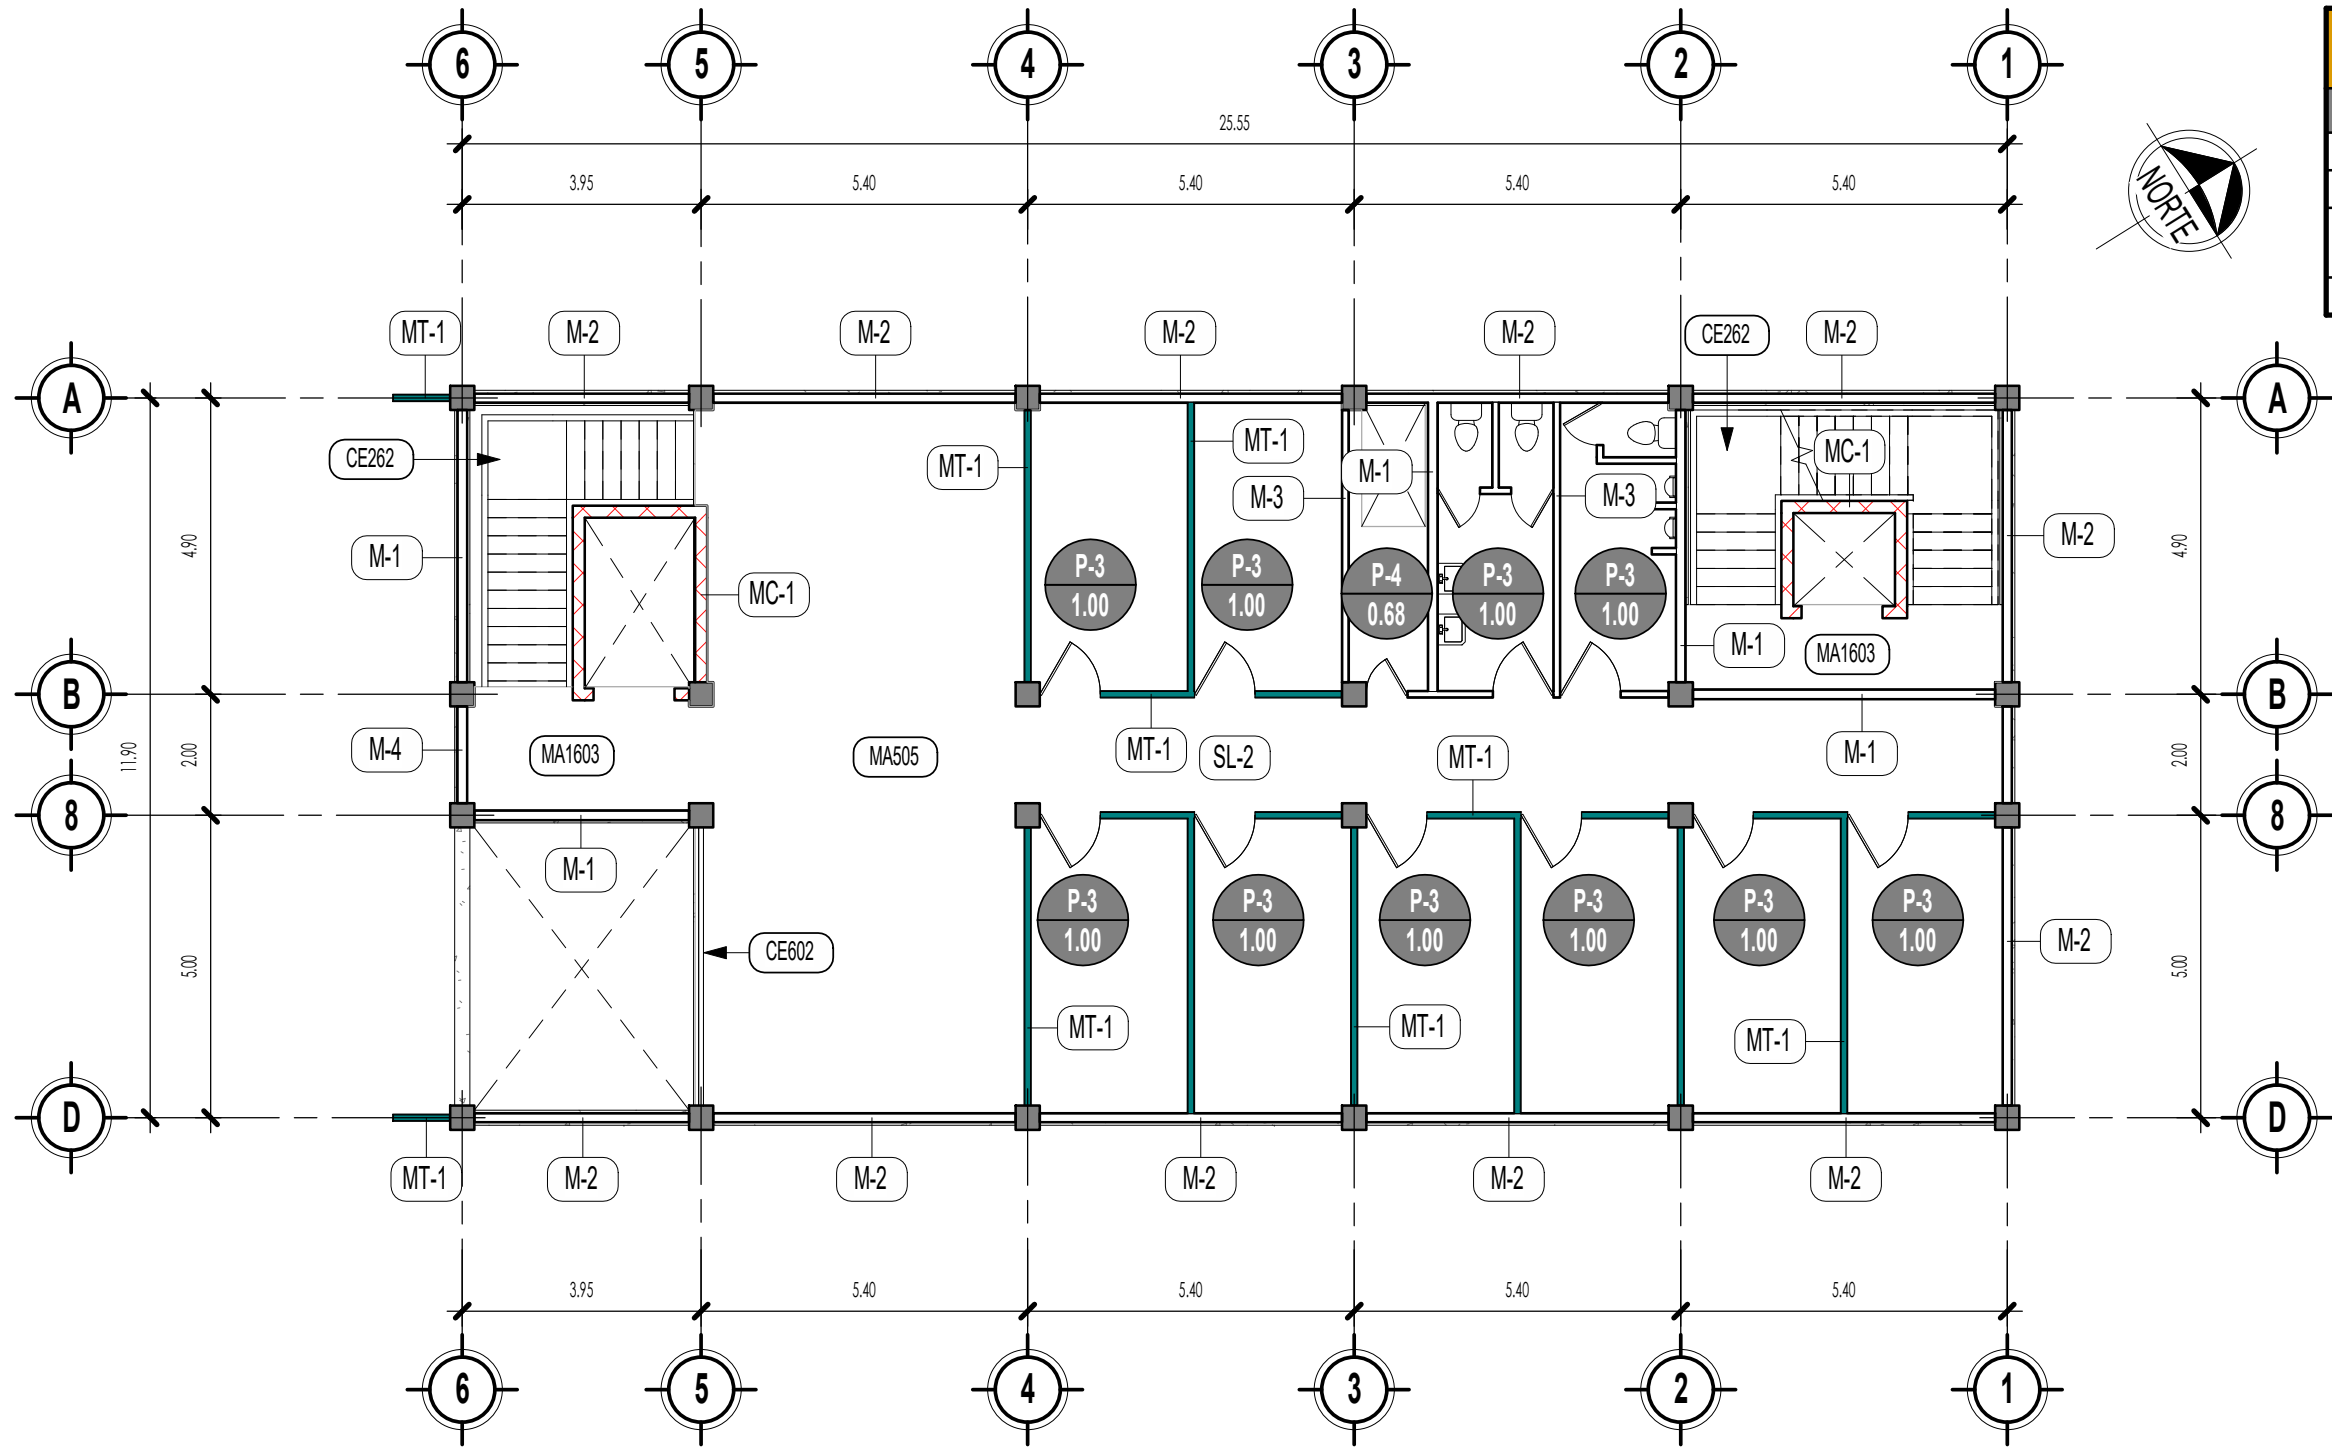 6 5 4 3 2 1
25.55
3.95 5.40 5.40 5.40 5.40
NORTE
MT-1 M-2 M-2 M-2 M-2 CE262 M-2
A A
CE262 MT-1 MT-1 M-1 MC-1
M-3 M-3
4.90 M-1 M-2 4.90
MC-1
P-3 P-3 P-4 P-3 P-3
1.00 1.00 0.68 1.00 1.00
M-1 MA1603
B B
11.90 2.00 M-4 MA1603 MA505 MT-1 SL-2 MT-1 M-1 2.00
8 8
M-1
P-3 P-3 P-3 P-3 P-3 P-3
1.00 1.00 1.00 1.00 1.00 1.00
5.00 CE602 M-2 5.00
MT-1 MT-1 MT-1
D D
MT-1 M-2 M-2 M-2 M-2 M-2
3.95 5.40 5.40 5.40 5.40
6 5 4 3 2 1